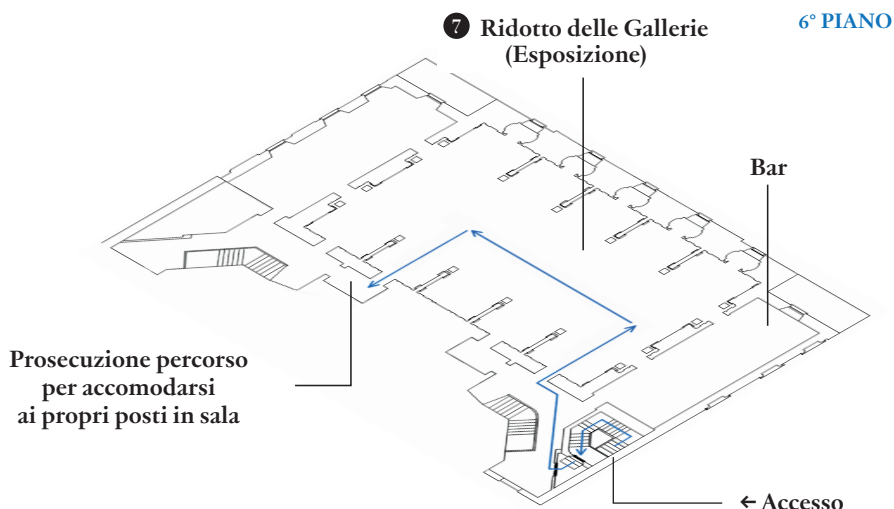 7 Ridotto delle Gallerie
(Esposizione)
6° PIANO
Bar
Prosecuzione percorso
per accomodarsi
ai propri posti in sala
← Accesso